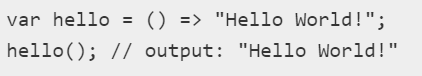 var hello = () => "Hello World!";
hello(); // output: "Hello World!"